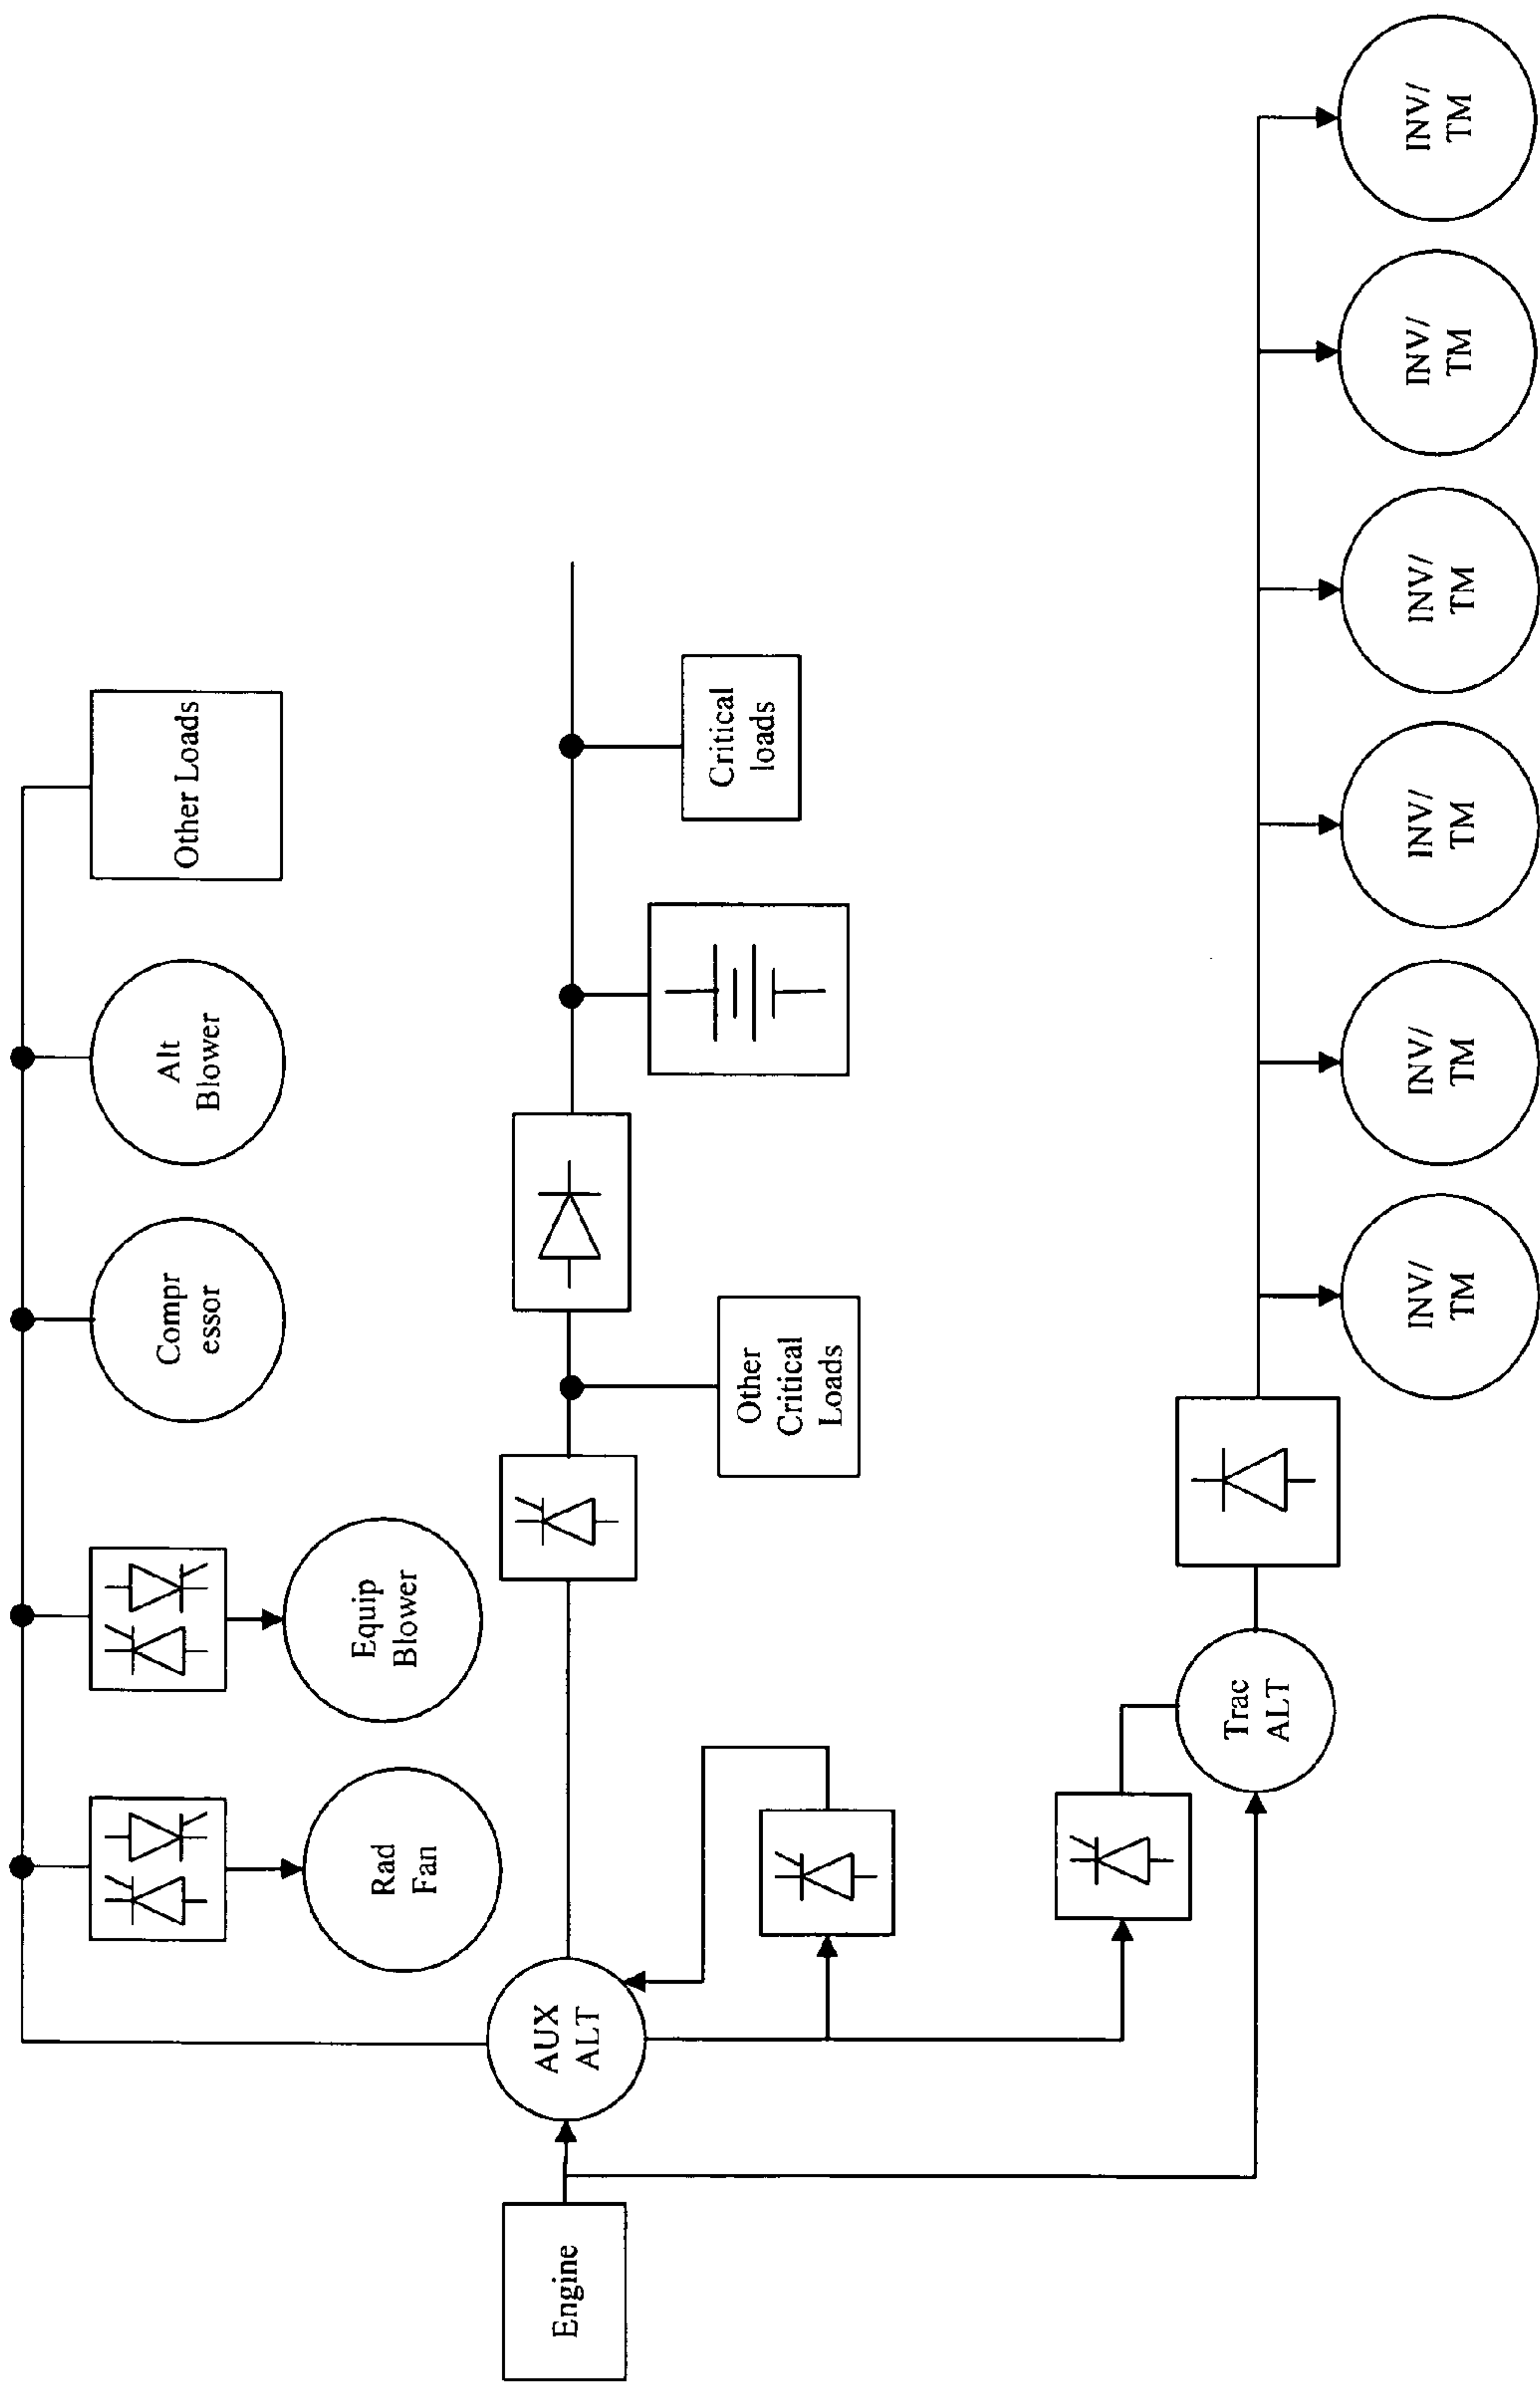 Other Loads
Alt
Blower
Compr
essor
Equip
Blower
Rad
Fan
Critical
loads
Other
Critical
Loads
AUX
ALT
Engine
Trac
ALT
INV/
TM
INV/
TM
INV/
TM
INV/
TM
INV/
TM
INV/
TM